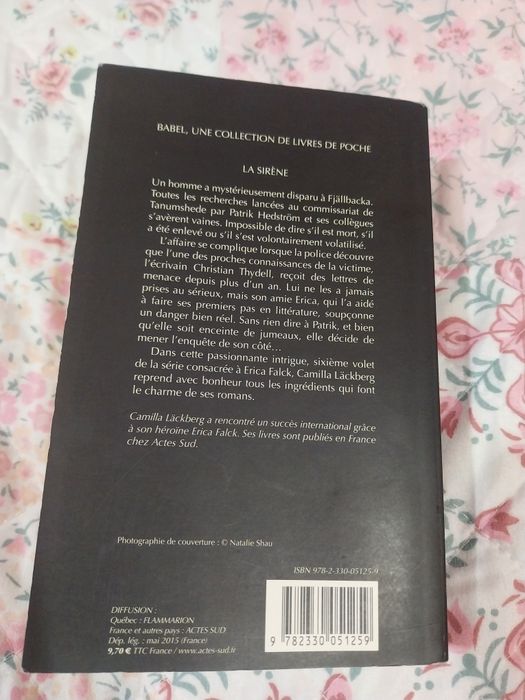 BABEL, UNE COLLECTION DE LIVRES DE POCHE
LA SIRÈNE
Un homme a mystérieusement disparu à Fjällbacka.
Toutes les recherches lancées au commissariat de
Tanumshede par Patrik Hedström et ses collègues
s'avèrent vaines. Impossible de dire s'il est mort, s'il
a été enlevé ou s'il s'est volontairement volatilisé.
L'affaire se complique lorsque la police découvre
que l'une des proches connaissances de la victime,
l'écrivain Christian Thydell, reçoit des lettres de
menace depuis plus d'un an. Lui ne les a jamais
prises au sérieux, mais son amie Erica, qui l'a aidé
à faire ses premiers pas en littérature, soupçonne
un danger bien réel. Sans rien dire à Patrik, et bien
qu'elle soit enceinte de jumeaux, elle décide de
mener l'enquête de son côté…
Dans cette passionnante intrigue, sixième volet
de la série consacrée à Erica Falck, Camilla Läckberg
reprend avec bonheur tous les ingrédients qui font
le charme de ses romans.
Camilla Läckberg a rencontré un succès international grâce
à son héroïne Erica Falck. Ses livres sont publiés en France
chez Actes Sud.
Photographie de couverture : © Natalie Shau
ISBN 978-2-330-05125-9
DIFFUSION :
Québec : FLAMMARION
France et autres pays : ACTES SUD
Dép. lég. : mai 2015 (France)
9,70 € TTC France / www.actes-sud.fr
9 782330 051259